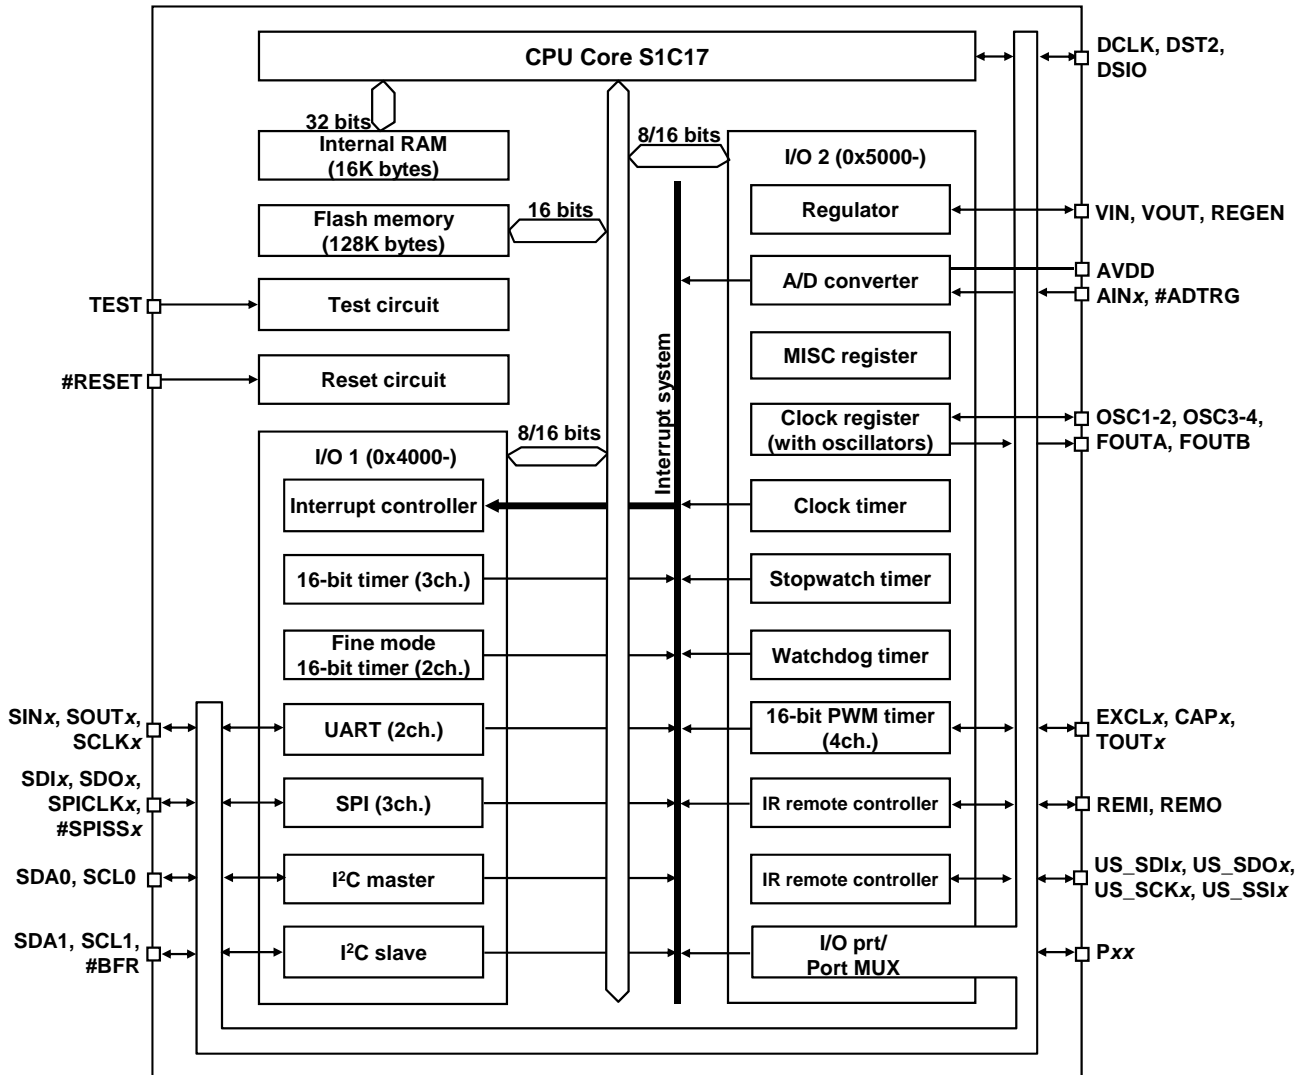 CPU Core S1C17
DCLK, DST2,
DSIO
32 bits
Internal RAM
(16K bytes)
8/16 bits
I/O 2 (0x5000-)
Flash memory
(128K bytes)
16 bits
Regulator
VIN, VOUT, REGEN
A/D converter
AVDD
AINx, #ADTRG
TEST
Test circuit
MISC register
#RESET
Reset circuit
Interrupt system
Clock register
(with oscillators)
OSC1-2, OSC3-4,
FOUTA, FOUTB
8/16 bits
I/O 1 (0x4000-)
Interrupt controller
Clock timer
16-bit timer (3ch.)
Stopwatch timer
Fine mode
16-bit timer (2ch.)
Watchdog timer
SINx, SOUTx,
SCLKx
UART (2ch.)
16-bit PWM timer
(4ch.)
EXCLx, CAPx,
TOUTx
SDIx, SDOx,
SPICLKx,
#SPISSx
SPI (3ch.)
IR remote controller
REMI, REMO
SDA0, SCL0
I²C master
IR remote controller
US_SDIx, US_SDOx,
US_SCKx, US_SSIx
SDA1, SCL1,
#BFR
I²C slave
I/O prt/
Port MUX
Pxx